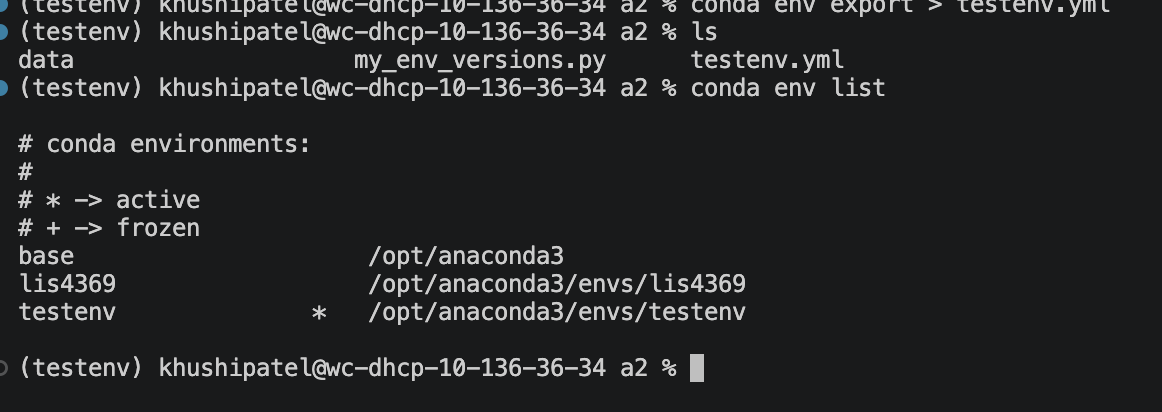 (testenv) khushipatel@wc-dhcp-10-136-36-34 a2 % conda env export > testenv.yml
(testenv) khushipatel@wc-dhcp-10-136-36-34 a2 % ls
data my_env_versions.py testenv.yml
(testenv) khushipatel@wc-dhcp-10-136-36-34 a2 % conda env list
# conda environments:
#
# * -> active
# + -> frozen
base /opt/anaconda3
lis4369 /opt/anaconda3/envs/lis4369
testenv * /opt/anaconda3/envs/testenv
(testenv) khushipatel@wc-dhcp-10-136-36-34 a2 %